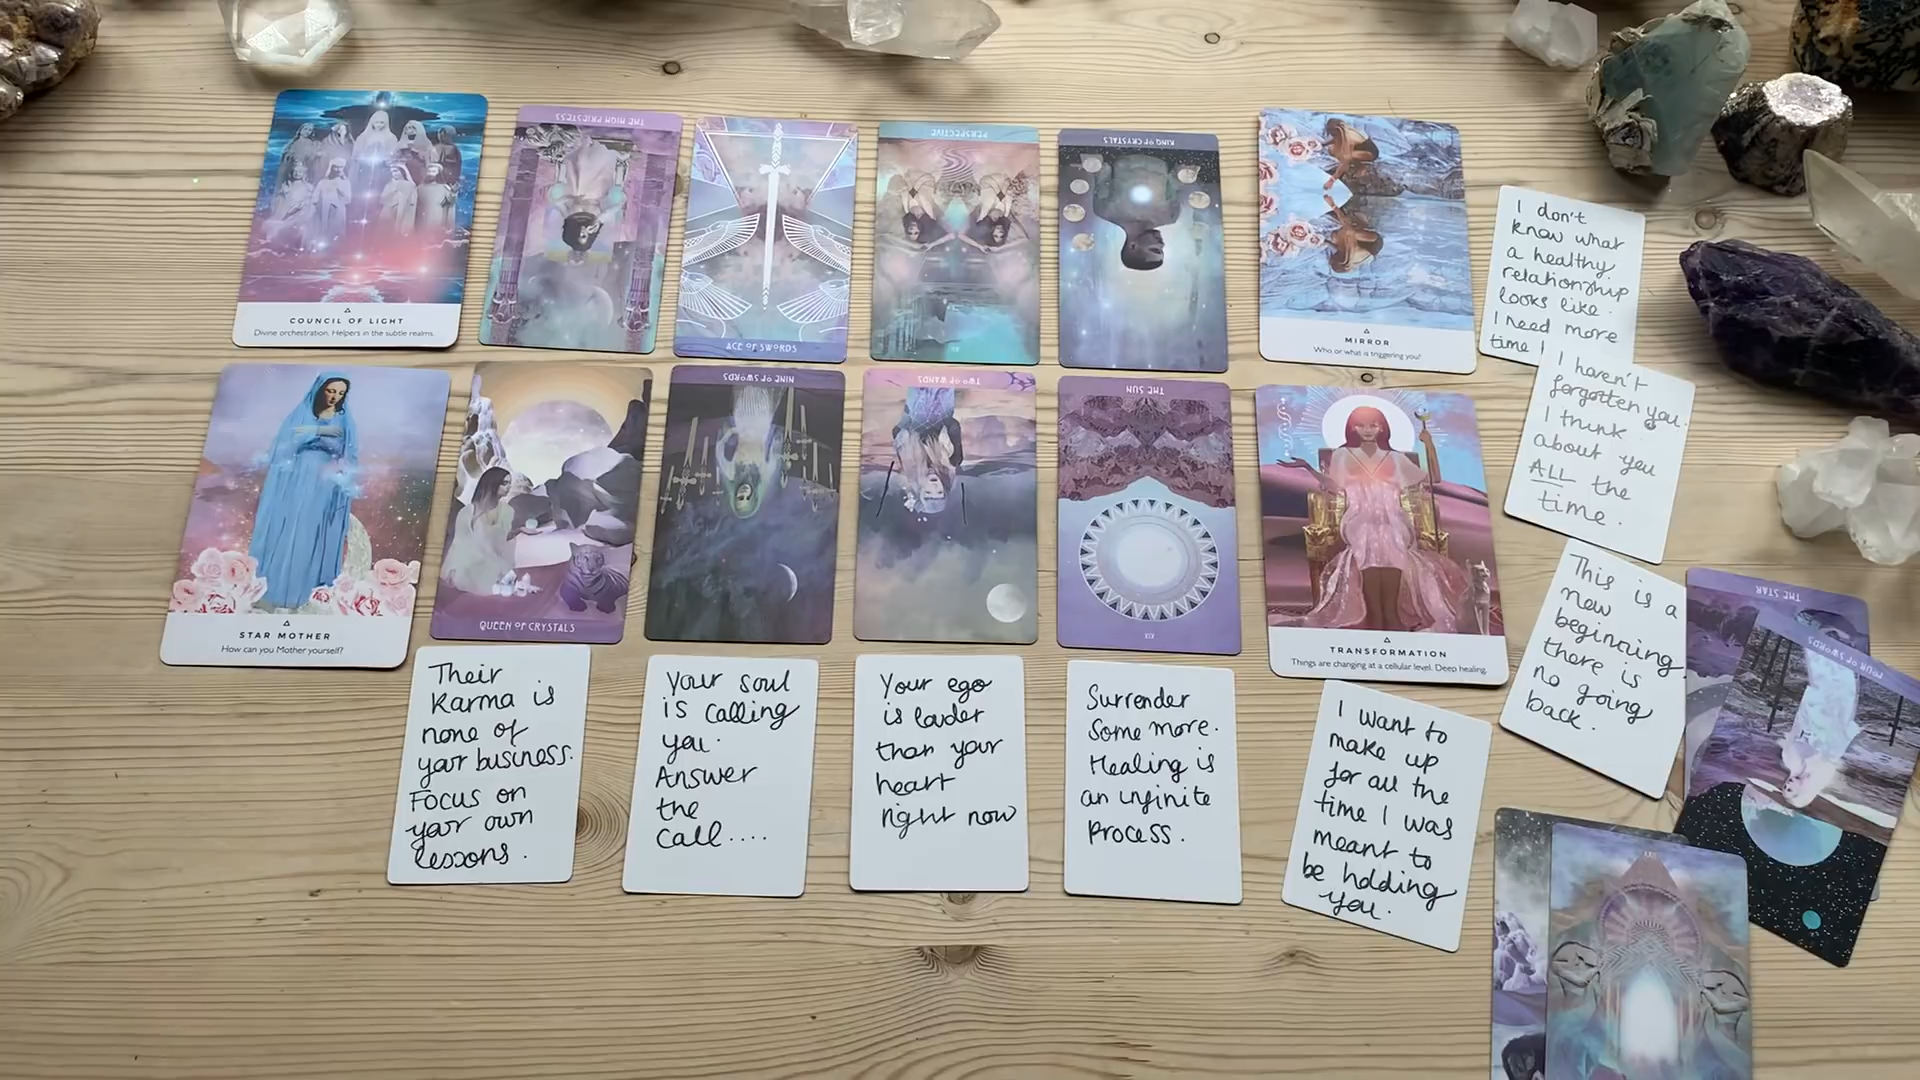 COUNCIL OF LIGHT
Divine orchestration. Helpers in the subtle realms.
THE HIGH PRIESTESS
ACE OF SWORDS
PERSPECTIVE
XII
KING OF CRYSTALS
MIRROR
Who or what is triggering you?
I don't
know what
a healthy
relationship
looks like.
I need more
time!
STAR MOTHER
How can you Mother yourself?
QUEEN OF CRYSTALS
NINE OF SWORDS
TWO OF WANDS
THE SUN
XIX
TRANSFORMATION
Things are changing at a cellular level. Deep healing.
I haven't
forgotten you.
I think
about you
ALL the
time.
This is a
new
beginning.
there is
no going
back.
THE STAR
FOUR OF SWORDS
Their
Karma is
none of
your business.
Focus on
your own
lessons.
Your soul
is calling
you.
Answer
the
call....
Your ego
is louder
than your
heart
right now
Surrender
some more.
Healing is
an infinite
process.
I want to
make up
for all the
time I was
meant to
be holding
you.